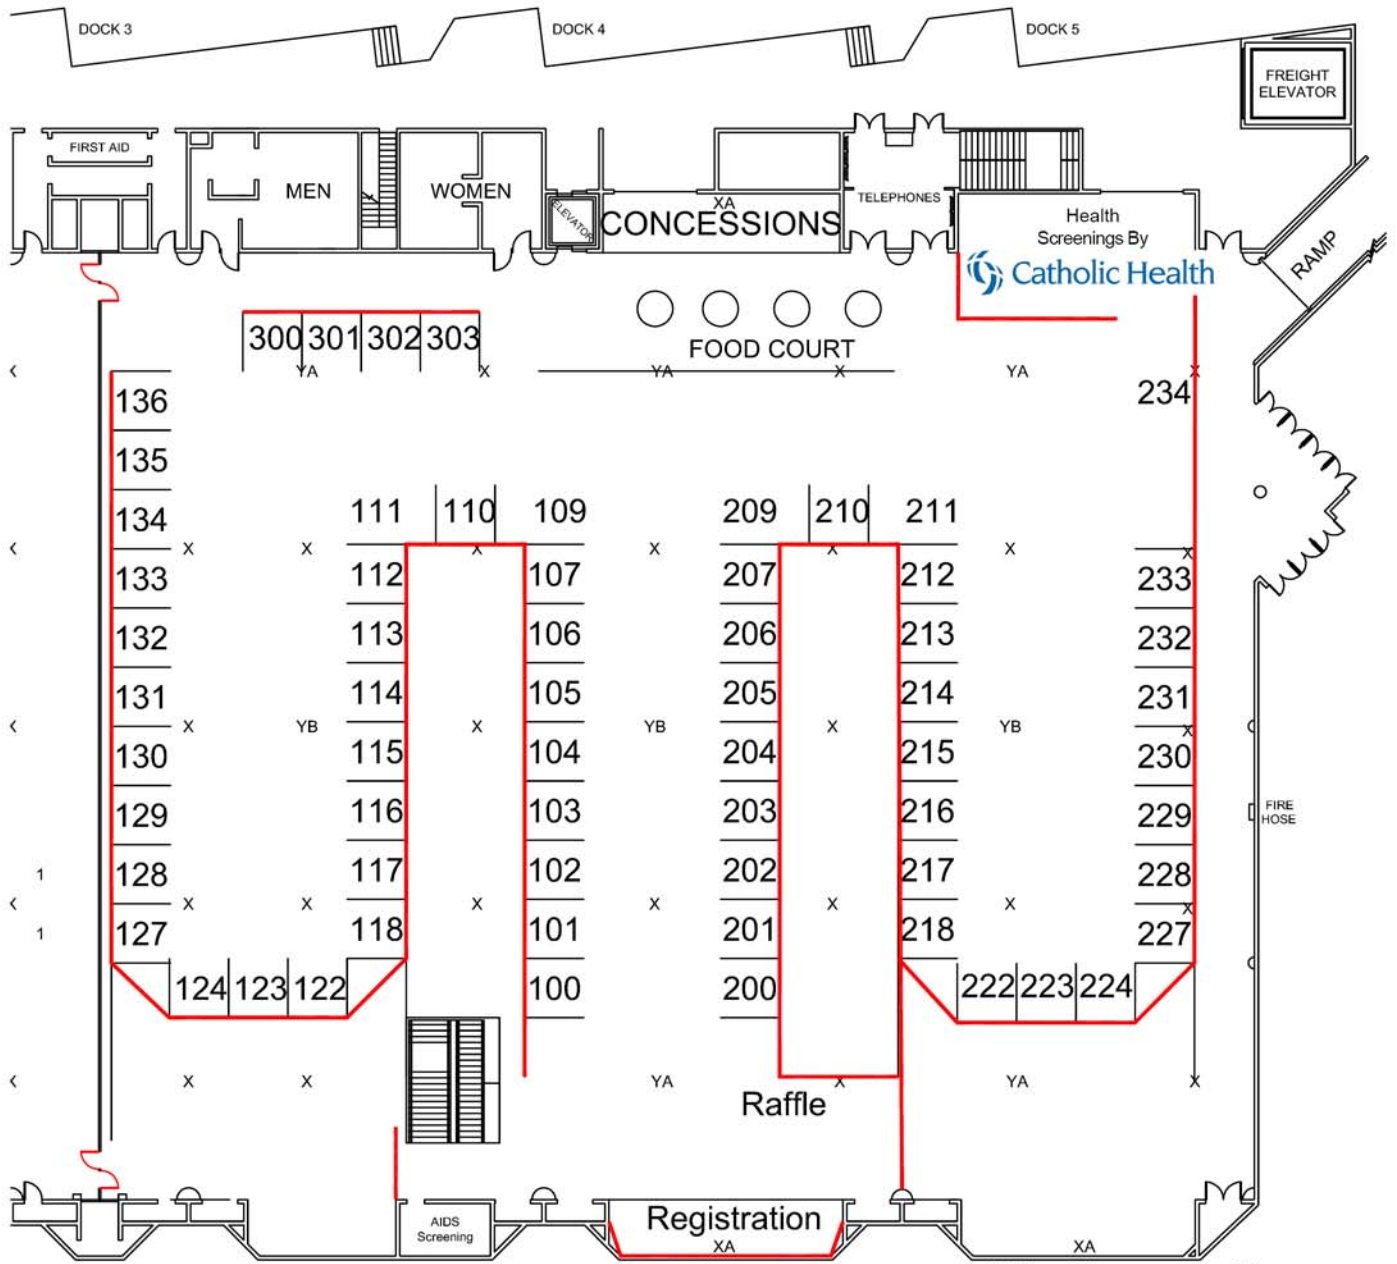 DOCK 3
DOCK 4
DOCK 5
FREIGHT
ELEVATOR
FIRST AID
MEN
WOMEN
ELEVATOR
XA
CONCESSIONS
TELEPHONES
Health
Screenings By
Catholic Health
RAMP
300 301 302 303
FOOD COURT
YA X YA X YA X
136
234
135
134
111 110 109
209 210 211
X X X X X X X X
133
112
107
207
212
233
132
113
106
206
213
232
131
114
105
205
214
231
X YB X YB X YB X
130
115
104
204
215
230
129
116
103
203
216
229
FIRE
HOSE
1
128
117
102
202
217
228
X X X X X X X
1
127
118
101
201
218
227
124 123 122
100
200
222 223 224
X X YA X YA X
Raffle
AIDS
Screening
Registration
XA
XA